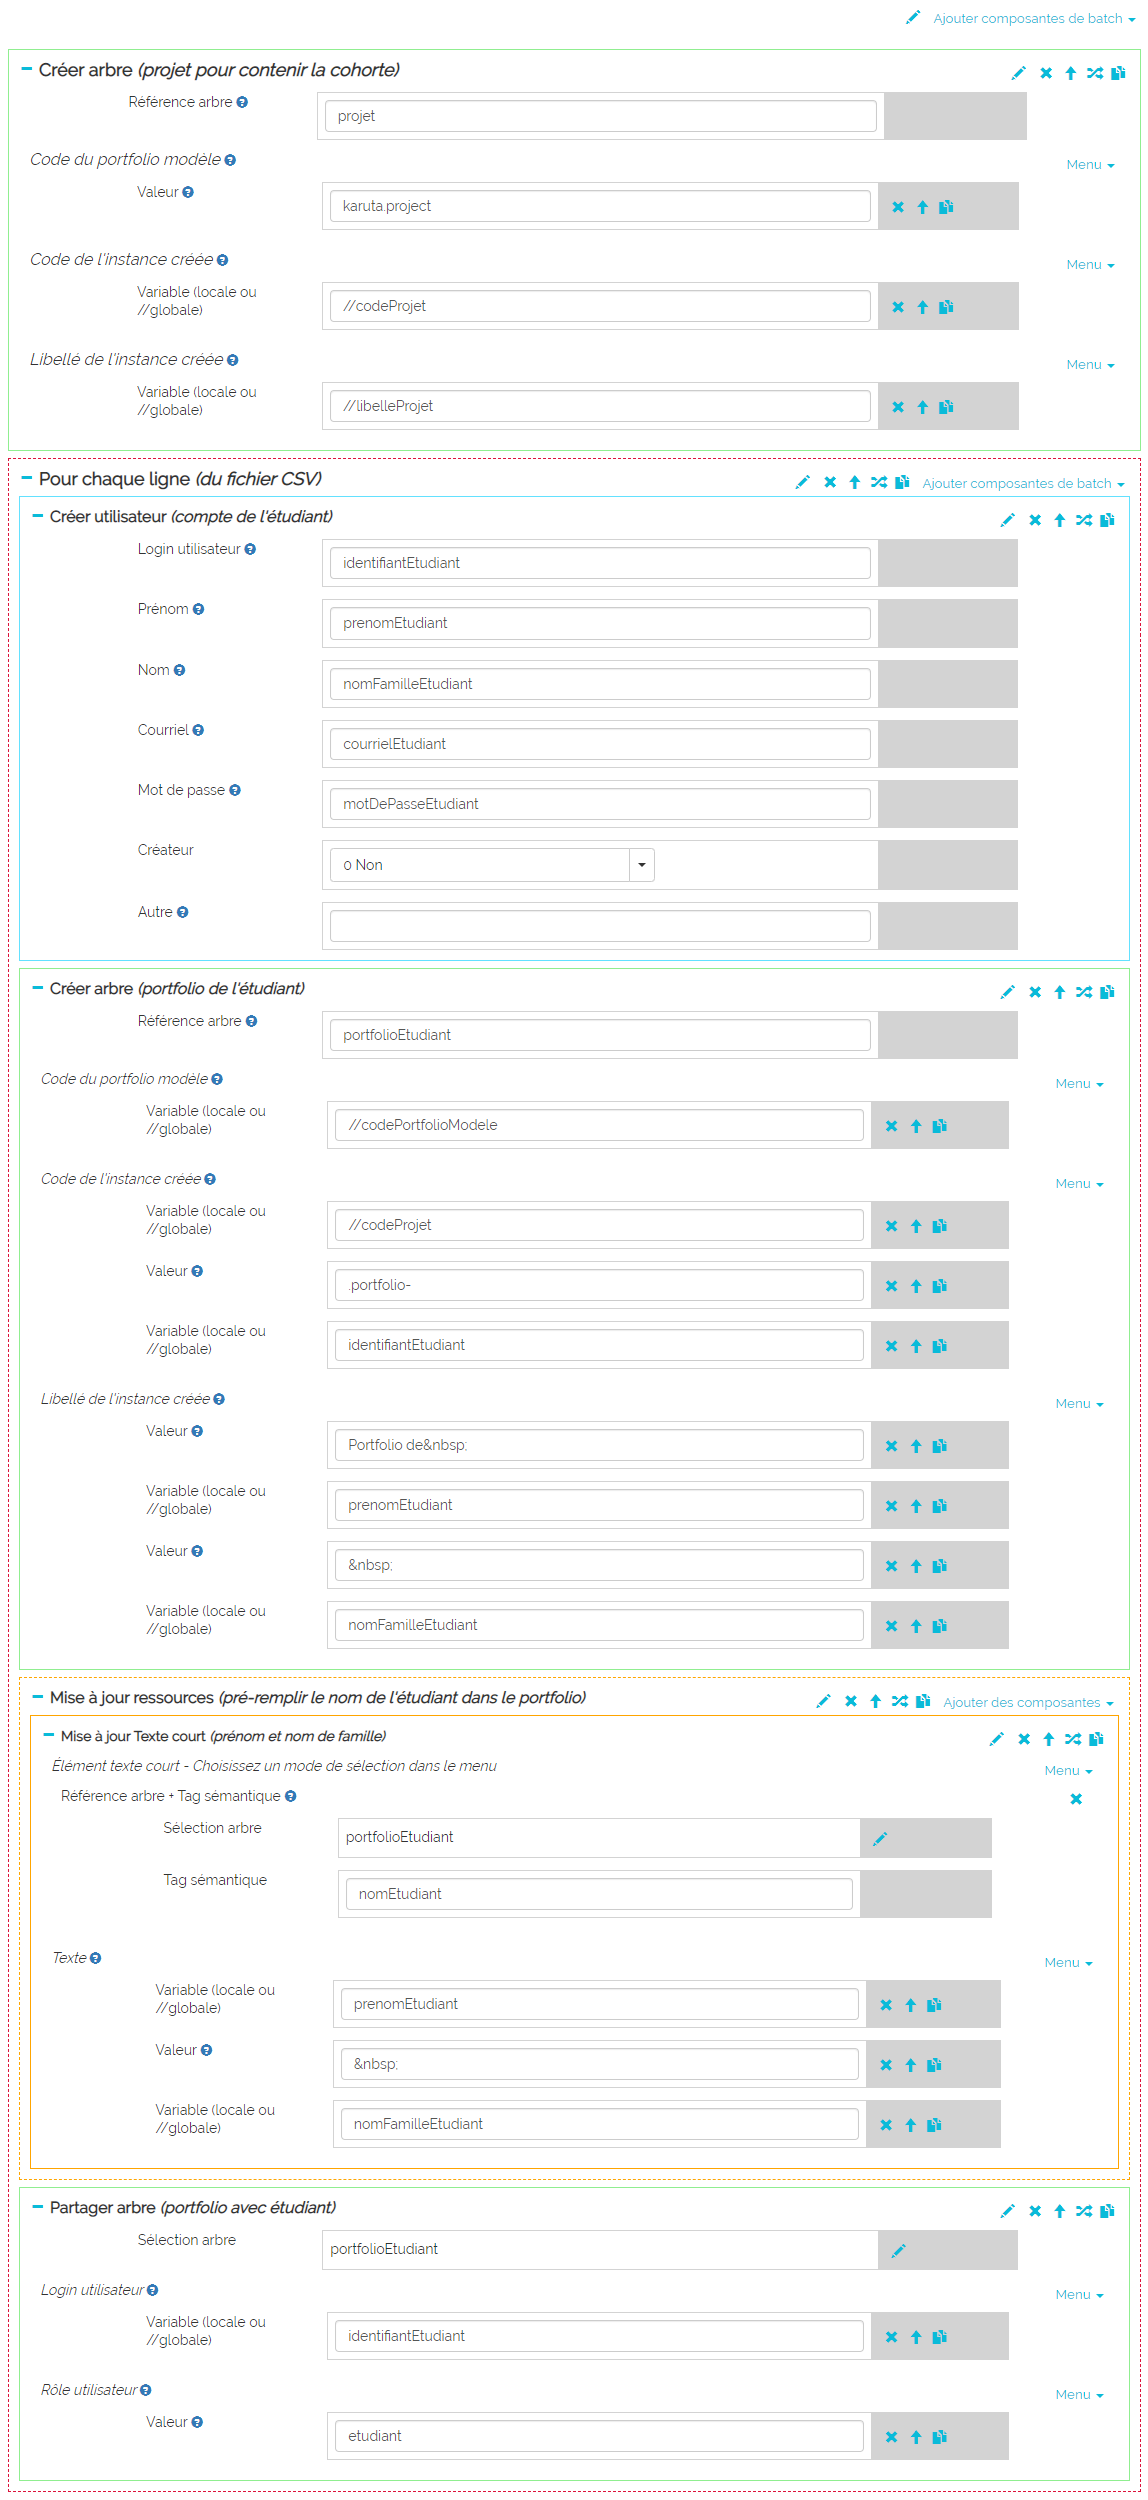 Ajouter composantes de batch
Créer arbre (projet pour contenir la cohorte)
Référence arbre
projet
Code du portfolio modèle
Menu
Valeur
karuta.project
Code de l'instance créée
Menu
Variable (locale ou
//globale)
//codeProjet
Libellé de l'instance créée
Menu
Variable (locale ou
//globale)
//libelleProjet
Pour chaque ligne (du fichier CSV)
Ajouter composantes de batch
Créer utilisateur (compte de l'étudiant)
Login utilisateur
identifiantEtudiant
Prénom
prenomEtudiant
Nom
nomFamilleEtudiant
Courriel
courrielEtudiant
Mot de passe
motDePasseEtudiant
Créateur
0 Non
Autre
Créer arbre (portfolio de l'étudiant)
Référence arbre
portfolioEtudiant
Code du portfolio modèle
Menu
Variable (locale ou
//globale)
//codePortfolioModele
Code de l'instance créée
Menu
Variable (locale ou
//globale)
//codeProjet
Valeur
.portfolio-
Variable (locale ou
//globale)
identifiantEtudiant
Libellé de l'instance créée
Menu
Valeur
Portfolio de&nbsp;
Variable (locale ou
//globale)
prenomEtudiant
Valeur
&nbsp;
Variable (locale ou
//globale)
nomFamilleEtudiant
Mise à jour ressources (pré-remplir le nom de l'étudiant dans le portfolio)
Ajouter des composantes
Mise à jour Texte court (prénom et nom de famille)
Élément texte court - Choisissez un mode de sélection dans le menu
Menu
Référence arbre + Tag sémantique
Sélection arbre
portfolioEtudiant
Tag sémantique
nomEtudiant
Texte
Menu
Variable (locale ou
//globale)
prenomEtudiant
Valeur
&nbsp;
Variable (locale ou
//globale)
nomFamilleEtudiant
Partager arbre (portfolio avec étudiant)
Sélection arbre
portfolioEtudiant
Login utilisateur
Menu
Variable (locale ou
//globale)
identifiantEtudiant
Rôle utilisateur
Menu
Valeur
etudiant